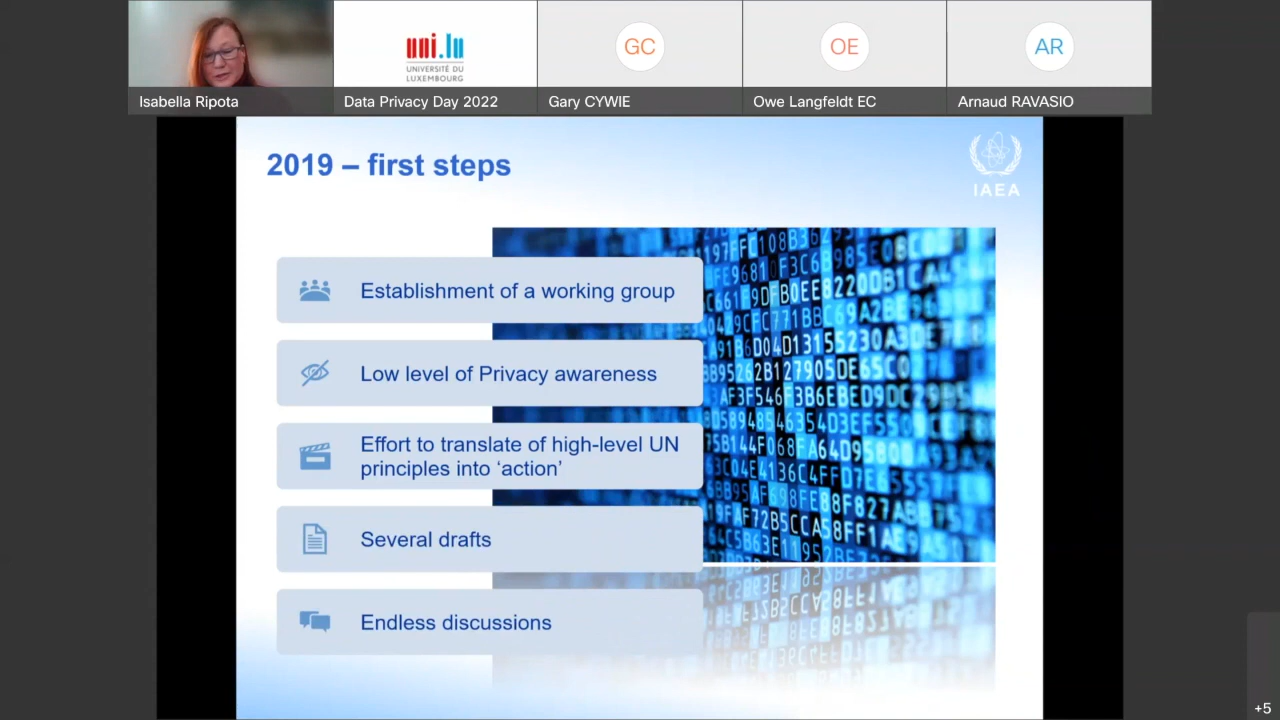 uni.lu
UNIVERSITÉ DU
LUXEMBOURG
GC
OE
AR
Isabella Ripota
Data Privacy Day 2022
Gary CYWIE
Owe Langfeldt EC
Arnaud RAVASIO
2019 – first steps
IAEA
Establishment of a working group
Low level of Privacy awareness
Effort to translate of high-level UN
principles into ‘action’
Several drafts
Endless discussions
+5